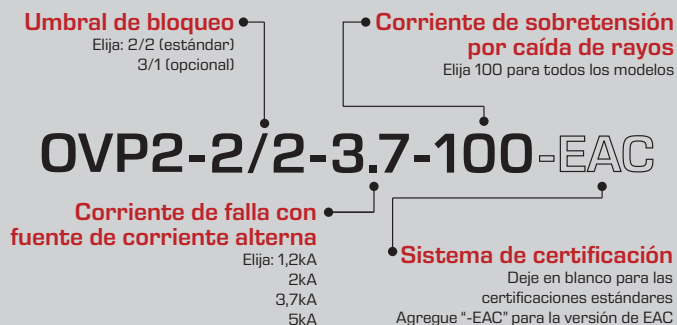 Umbral de bloqueo
Elija: 2/2 (estándar)
3/1 (opcional)
Corriente de sobretensión
por caída de rayos
Elija 100 para todos los modelos
OVP2-2/2-3.7-100-EAC
Corriente de falla con
fuente de corriente alterna
Elija: 1,2kA
2kA
3,7kA
5kA
Sistema de certificación
Deje en blanco para las
certificaciones estándares
Agregue “-EAC” para la versión de EAC